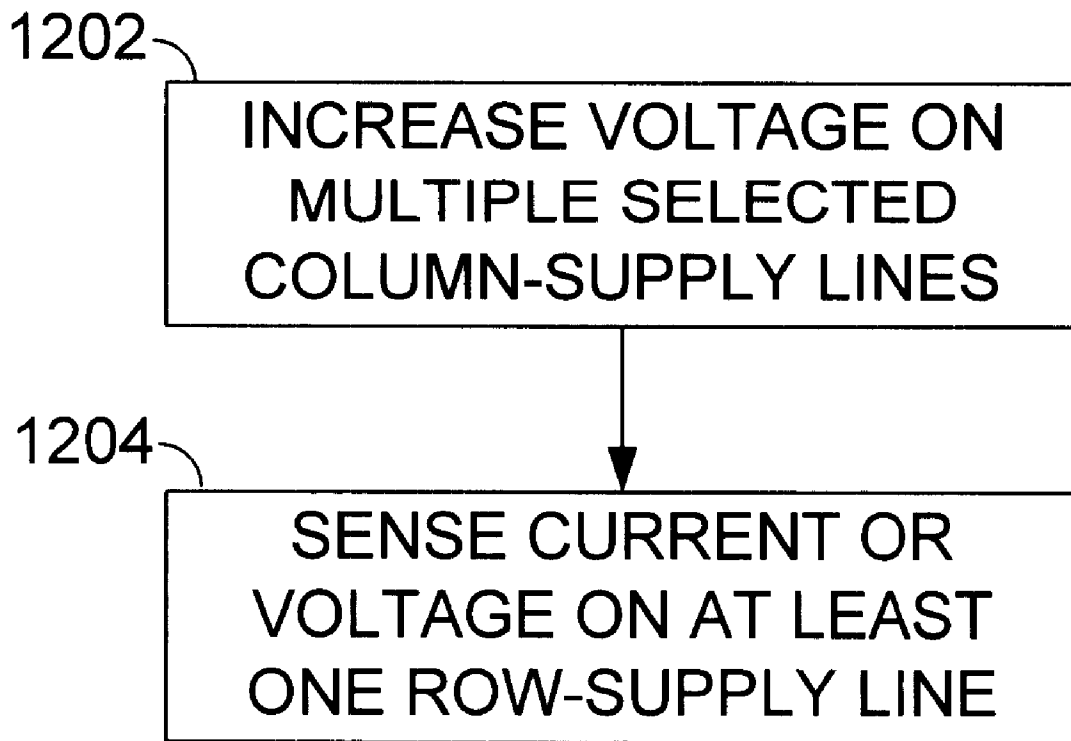 1202
INCREASE VOLTAGE ON
MULTIPLE SELECTED
COLUMN-SUPPLY LINES
1204
SENSE CURRENT OR
VOLTAGE ON AT LEAST
ONE ROW-SUPPLY LINE